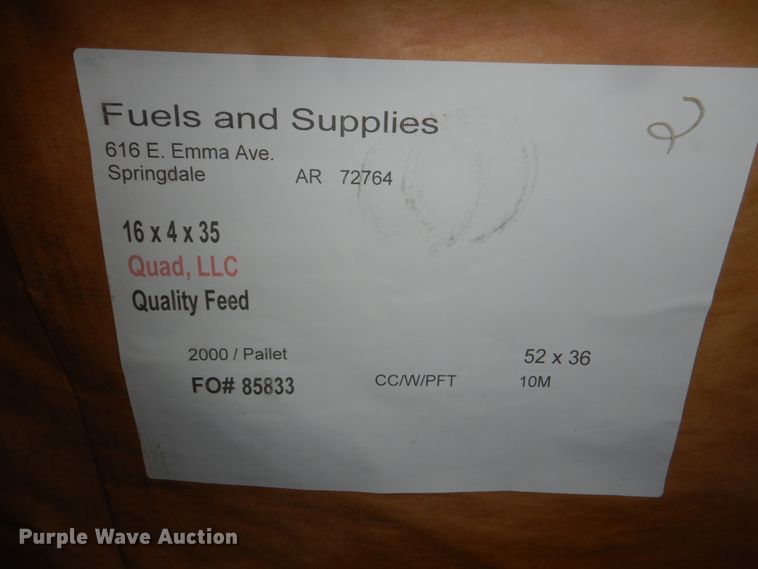 Fuels and Supplies
2
616 E. Emma Ave.
Springdale AR 72764
16 x 4 x 35
Quad, LLC
Quality Feed
2000 / Pallet 52 x 36
FO# 85833 CC/W/PFT 10M
Purple Wave Auction